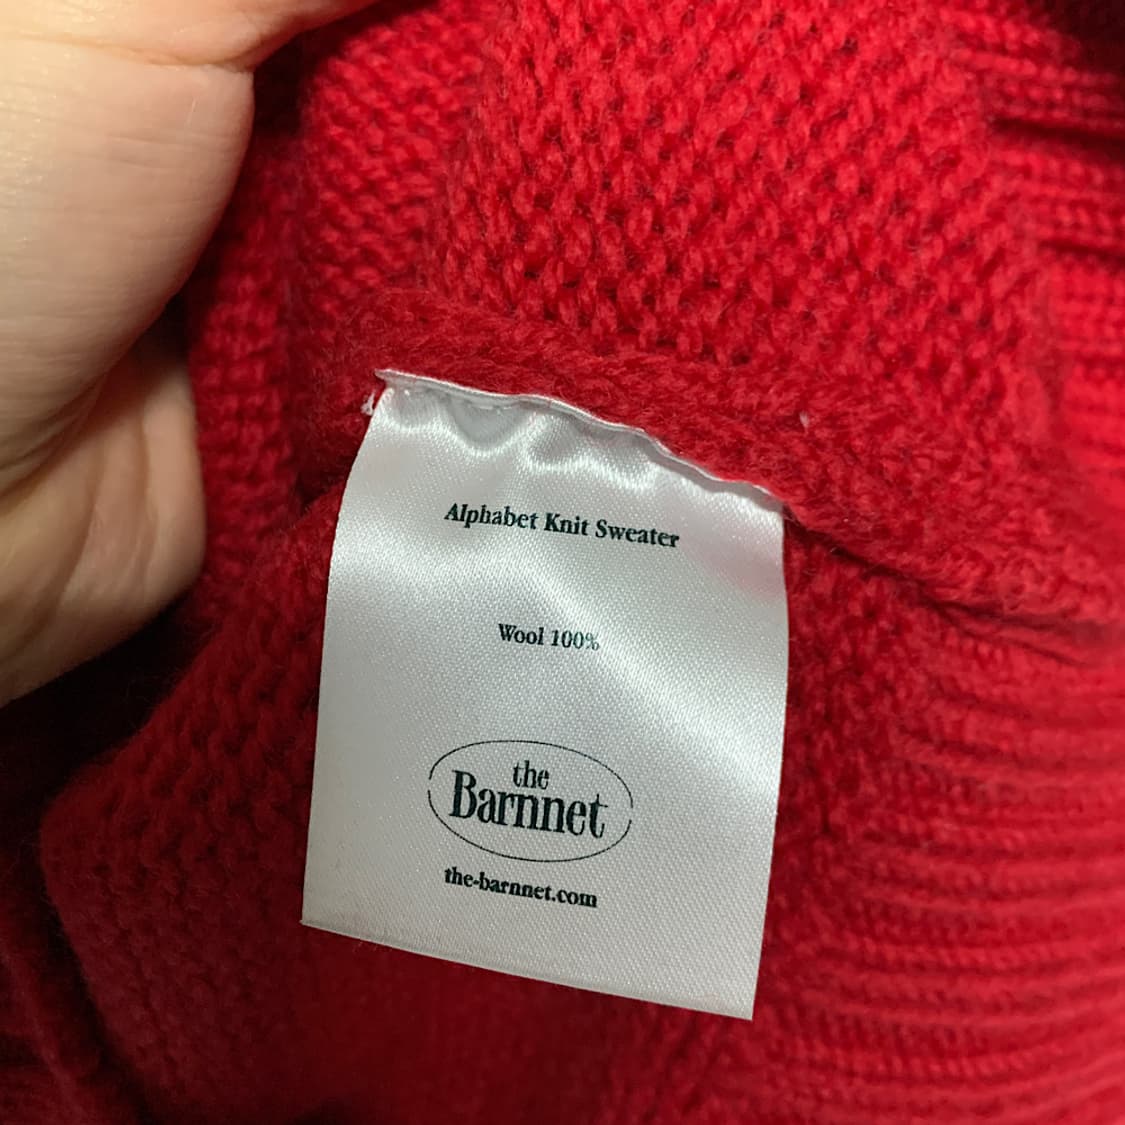 Alphabet Knit Sweater
Wool 100%
the
Barnnet
the-barnnet.com